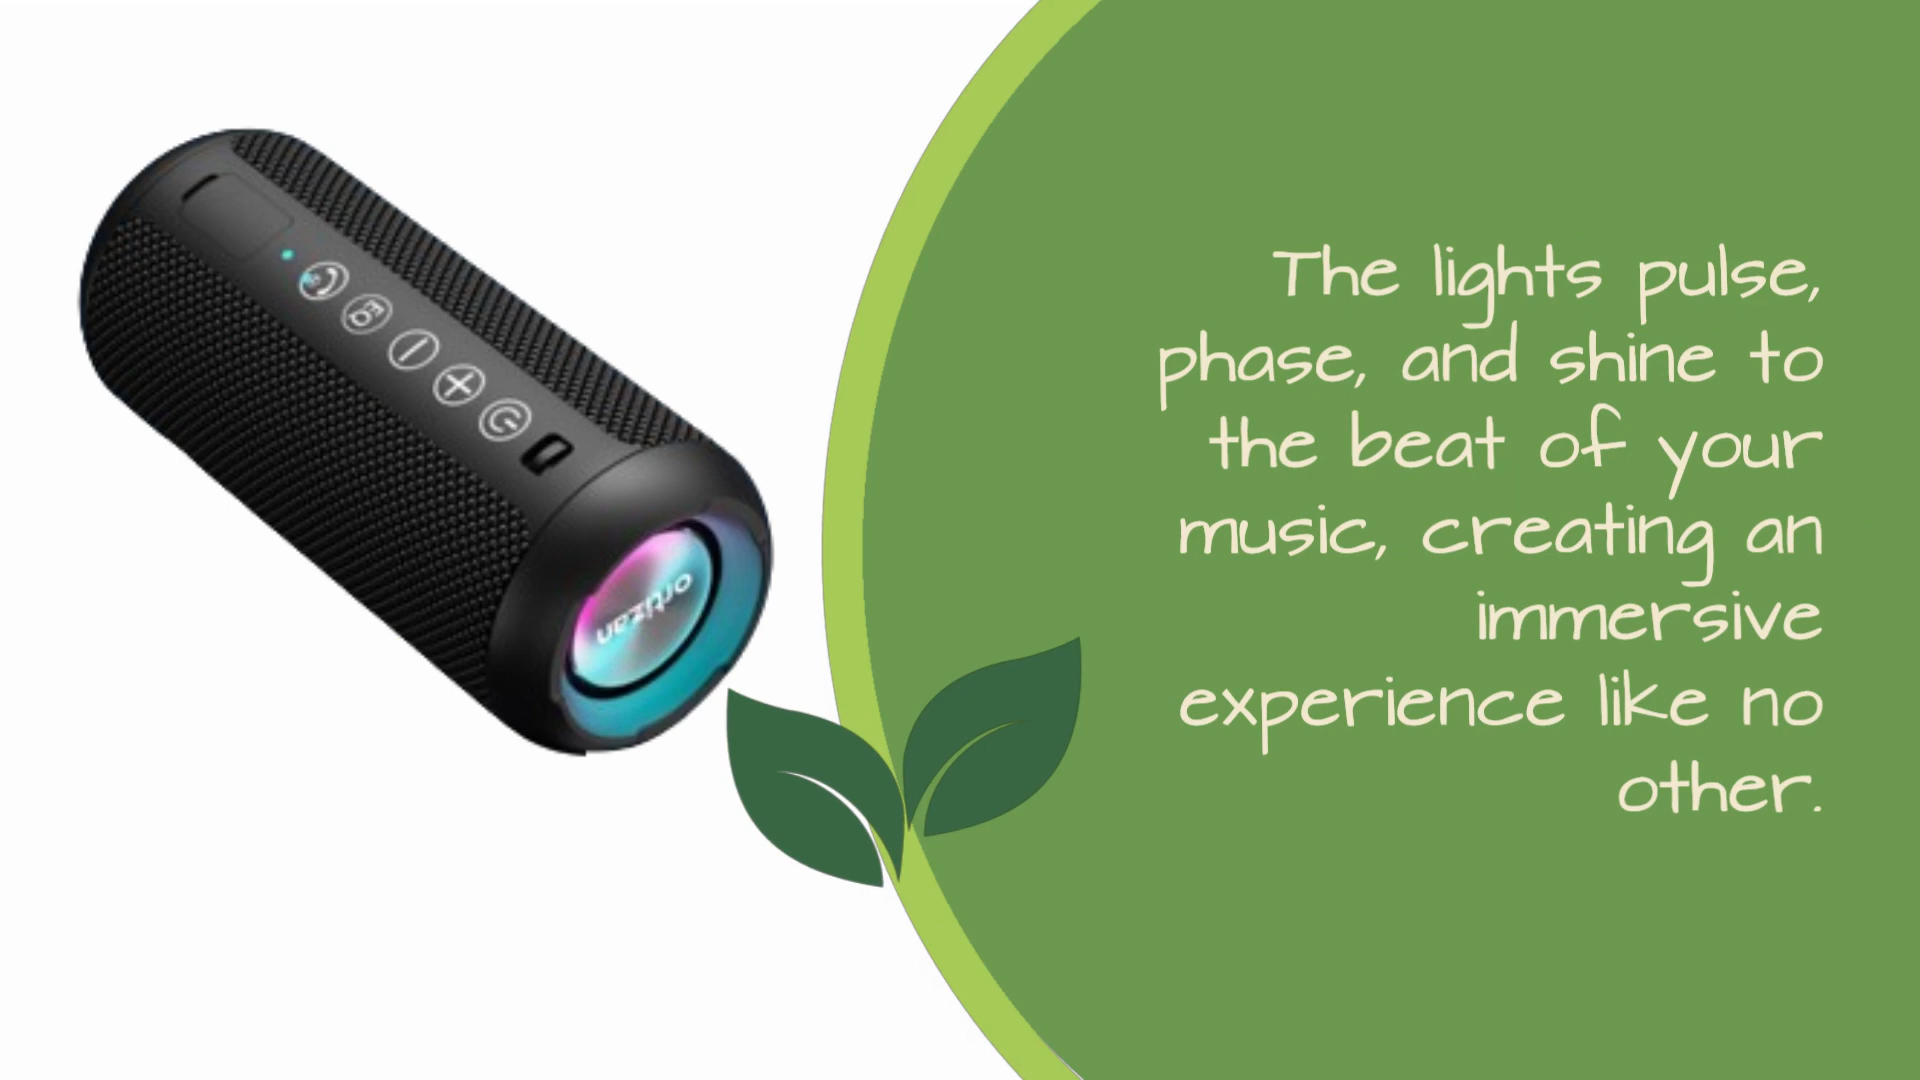 EQ
ortizan
The lights pulse,
phase, and shine to
the beat of your
music, creating an
immersive
experience like no
other.